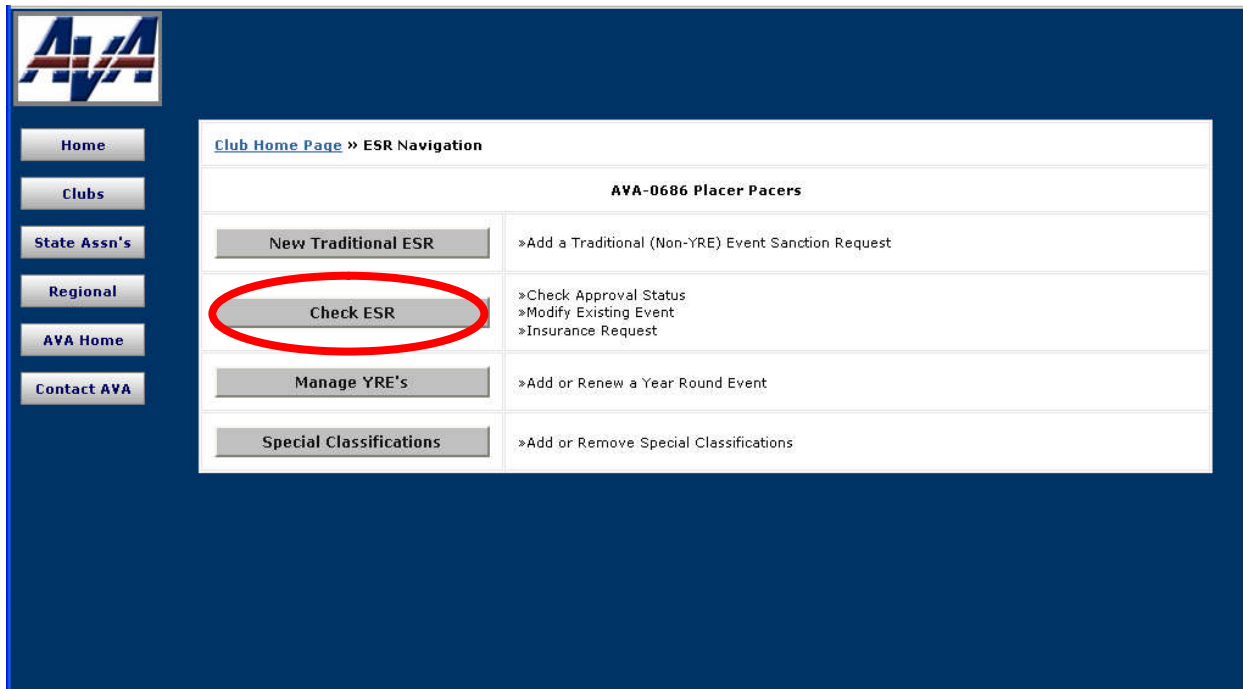 AVA
Home
Clubs
State Assn's
Regional
AVA Home
Contact AVA
Club Home Page » ESR Navigation
AVA-0686 Placer Pacers
New Traditional ESR
»Add a Traditional (Non-YRE) Event Sanction Request
Check ESR
»Check Approval Status
»Modify Existing Event
»Insurance Request
Manage YRE's
»Add or Renew a Year Round Event
Special Classifications
»Add or Remove Special Classifications